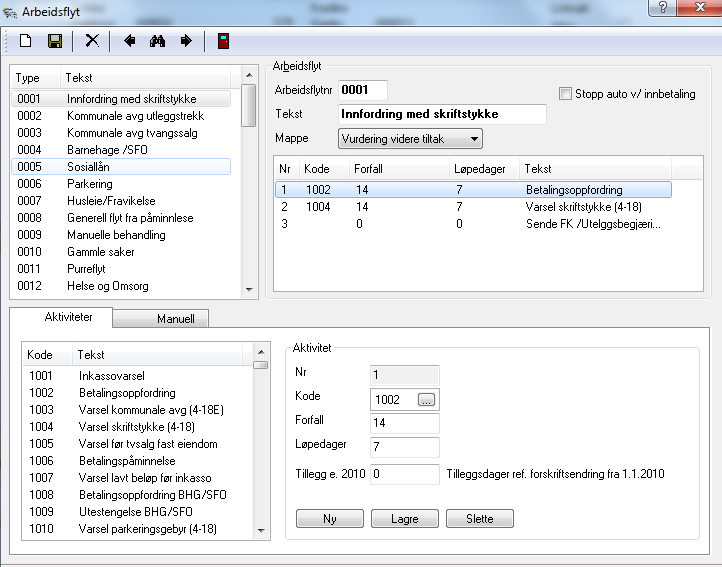 Arbeidsflyt
Type Tekst
0001 Innfordring med skriftstykke
0002 Kommunale avg utleggstrekk
0003 Kommunale avg tvangssalg
0004 Barnehage /SFO
0005 Sosiallån
0006 Parkering
0007 Husleie/Fravikelse
0008 Generell flyt fra påminnlese
0009 Manuelle behandling
0010 Gammle saker
0011 Purreflyt
0012 Helse og Omsorg
Arbeidsflyt
Arbeidsflytnr 0001
Stopp auto v/ innbetaling
Tekst Innfordring med skriftstykke
Mappe Vurdering videre tiltak
Nr Kode Forfall Løpedager Tekst
1 1002 14 7 Betalingsoppfordring
2 1004 14 7 Varsel skriftstykke (4-18)
3 0 0 Sende FK /Utelggsbegjæri...
Aktiviteter Manuell
Kode Tekst
1001 Inkassovarsel
1002 Betalingsoppfordring
1003 Varsel kommunale avg (4-18E)
1004 Varsel skriftstykke (4-18)
1005 Varsel før tvsalg fast eiendom
1006 Betalingspåminnelse
1007 Varsel lavt beløp før inkasso
1008 Betalingsoppfordring BHG/SFO
1009 Utestengelse BHG/SFO
1010 Varsel parkeringsgebyr (4-18)
Aktivitet
Nr 1
Kode 1002 ...
Forfall 14
Løpedager 7
Tillegg e. 2010 0 Tilleggsdager ref. forskriftsendring fra 1.1.2010
Ny Lagre Slette